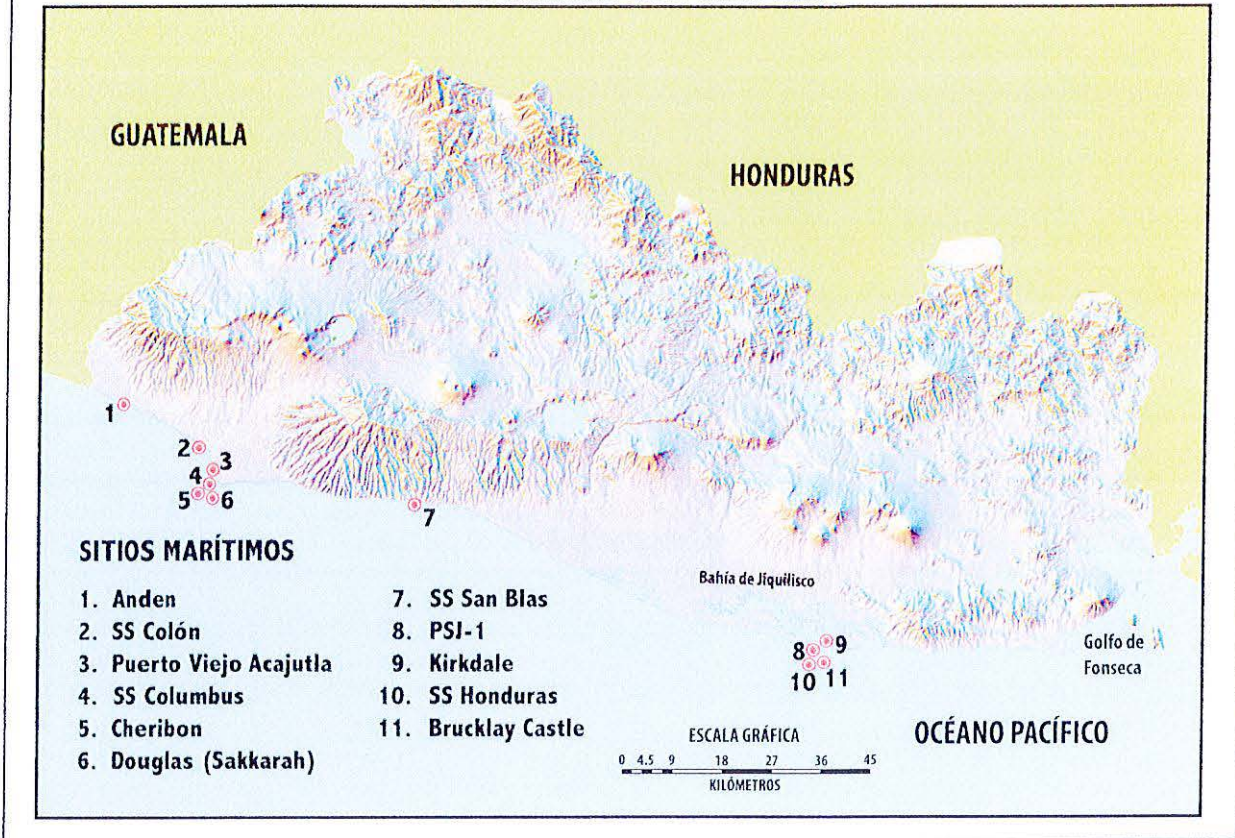 GUATEMALA
HONDURAS
1
2
3
4
5
6
7
SITIOS MARÍTIMOS
1. Anden
2. SS Colón
3. Puerto Viejo Acajutla
4. SS Columbus
5. Cheribon
6. Douglas (Sakkarah)
7. SS San Blas
8. PSJ-1
9. Kirkdale
10. SS Honduras
11. Brucklay Castle
Bahía de Jiquilisco
8
9
10
11
Golfo de
Fonseca
OCÉANO PACÍFICO
ESCALA GRÁFICA
0 4.5 9 18 27 36 45
KILÓMETROS